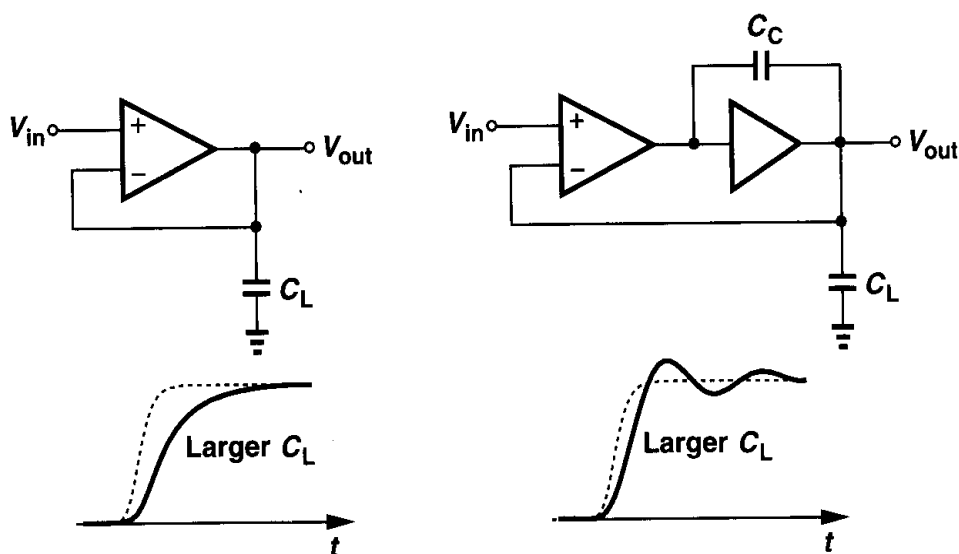 C_C
V_in
+
−
V_out
C_L
V_in
+
−
V_out
C_L
Larger C_L
t
Larger C_L
t